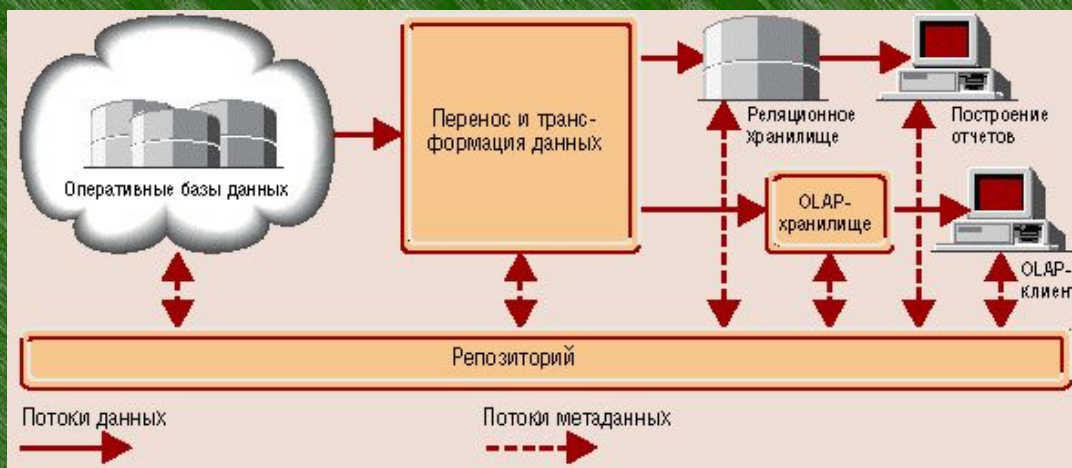 Оперативные базы данных
Перенос и транс-
формация данных
Реляционное
хранилище
Построение
отчетов
OLAP-
хранилище
OLAP-
клиент
Репозиторий
Потоки данных
Потоки метаданных